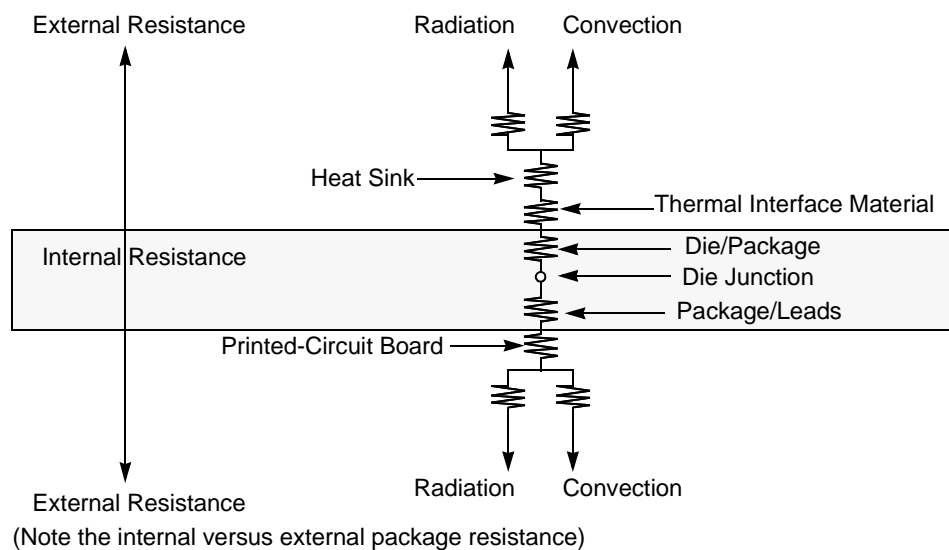 External Resistance
Radiation
Convection
Heat Sink
Thermal Interface Material
Internal Resistance
Die/Package
Die Junction
Package/Leads
Printed-Circuit Board
Radiation
Convection
External Resistance
(Note the internal versus external package resistance)